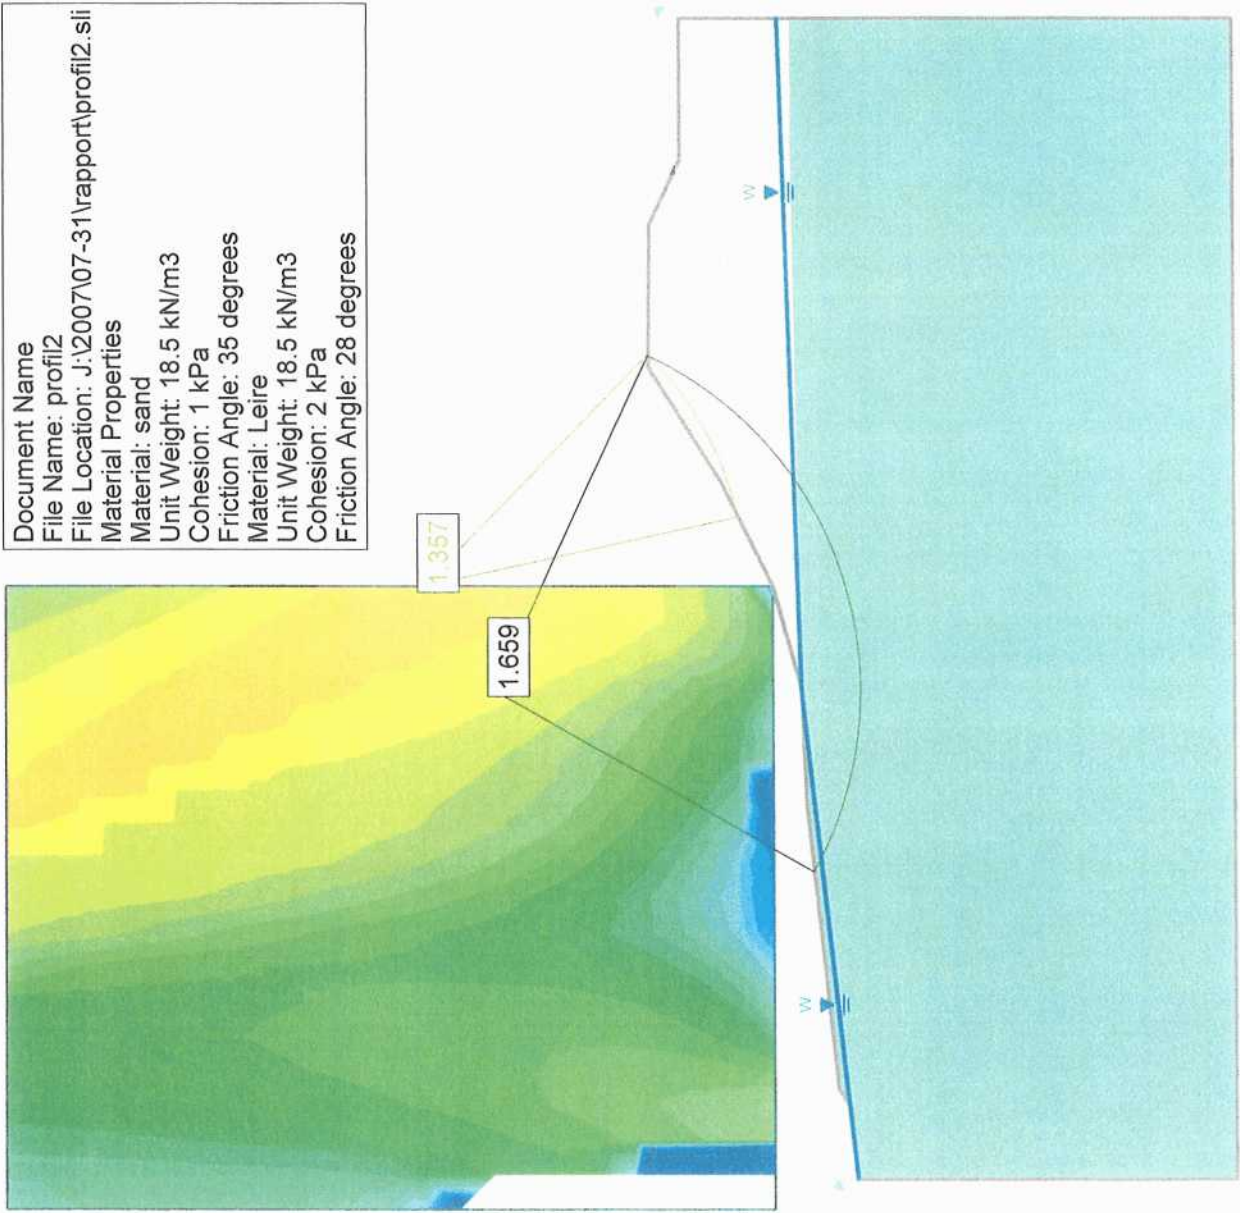 Document Name
File Name: profil2
File Location: J:\2007\07-31\rapport\profil2.sli
Material Properties
Material: sand
Unit Weight: 18.5 kN/m3
Cohesion: 1 kPa
Friction Angle: 35 degrees
Material: Leire
Unit Weight: 18.5 kN/m3
Cohesion: 2 kPa
Friction Angle: 28 degrees
1.357
1.659
W
W